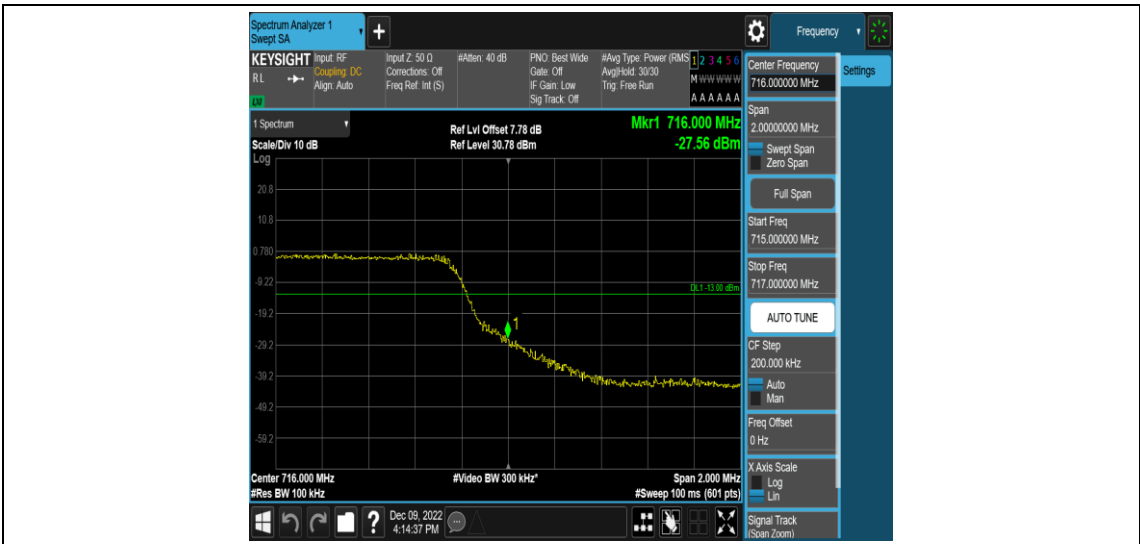 Spectrum Analyzer 1
Swept SA
+
Frequency
KEYSIGHT
RL
LXI
Input: RF
Coupling: DC
Align: Auto
Input Z: 50 Ω
Corrections: Off
Freq Ref: Int (S)
#Atten: 40 dB
PNO: Best Wide
Gate: Off
IF Gain: Low
Sig Track: Off
#Avg Type: Power (RMS
Avg|Hold: 30/30
Trig: Free Run
1 2 3 4 5 6
M W W W W W
A A A A A A
1 Spectrum
Scale/Div 10 dB
Log
Ref Lvl Offset 7.78 dB
Ref Level 30.78 dBm
Mkr1 716.000 MHz
-27.56 dBm
20.8
10.8
0.780
-9.22
DL1 -13.00 dBm
-19.2
1
-29.2
-39.2
-49.2
-59.2
Center 716.000 MHz
#Res BW 100 kHz
#Video BW 300 kHz*
Span 2.000 MHz
#Sweep 100 ms (601 pts)
?
Dec 09, 2022
4:14:37 PM
Center Frequency
716.000000 MHz
Settings
Span
2.00000000 MHz
Swept Span
Zero Span
Full Span
Start Freq
715.000000 MHz
Stop Freq
717.000000 MHz
AUTO TUNE
CF Step
200.000 kHz
Auto
Man
Freq Offset
0 Hz
X Axis Scale
Log
Lin
Signal Track
(Span Zoom)